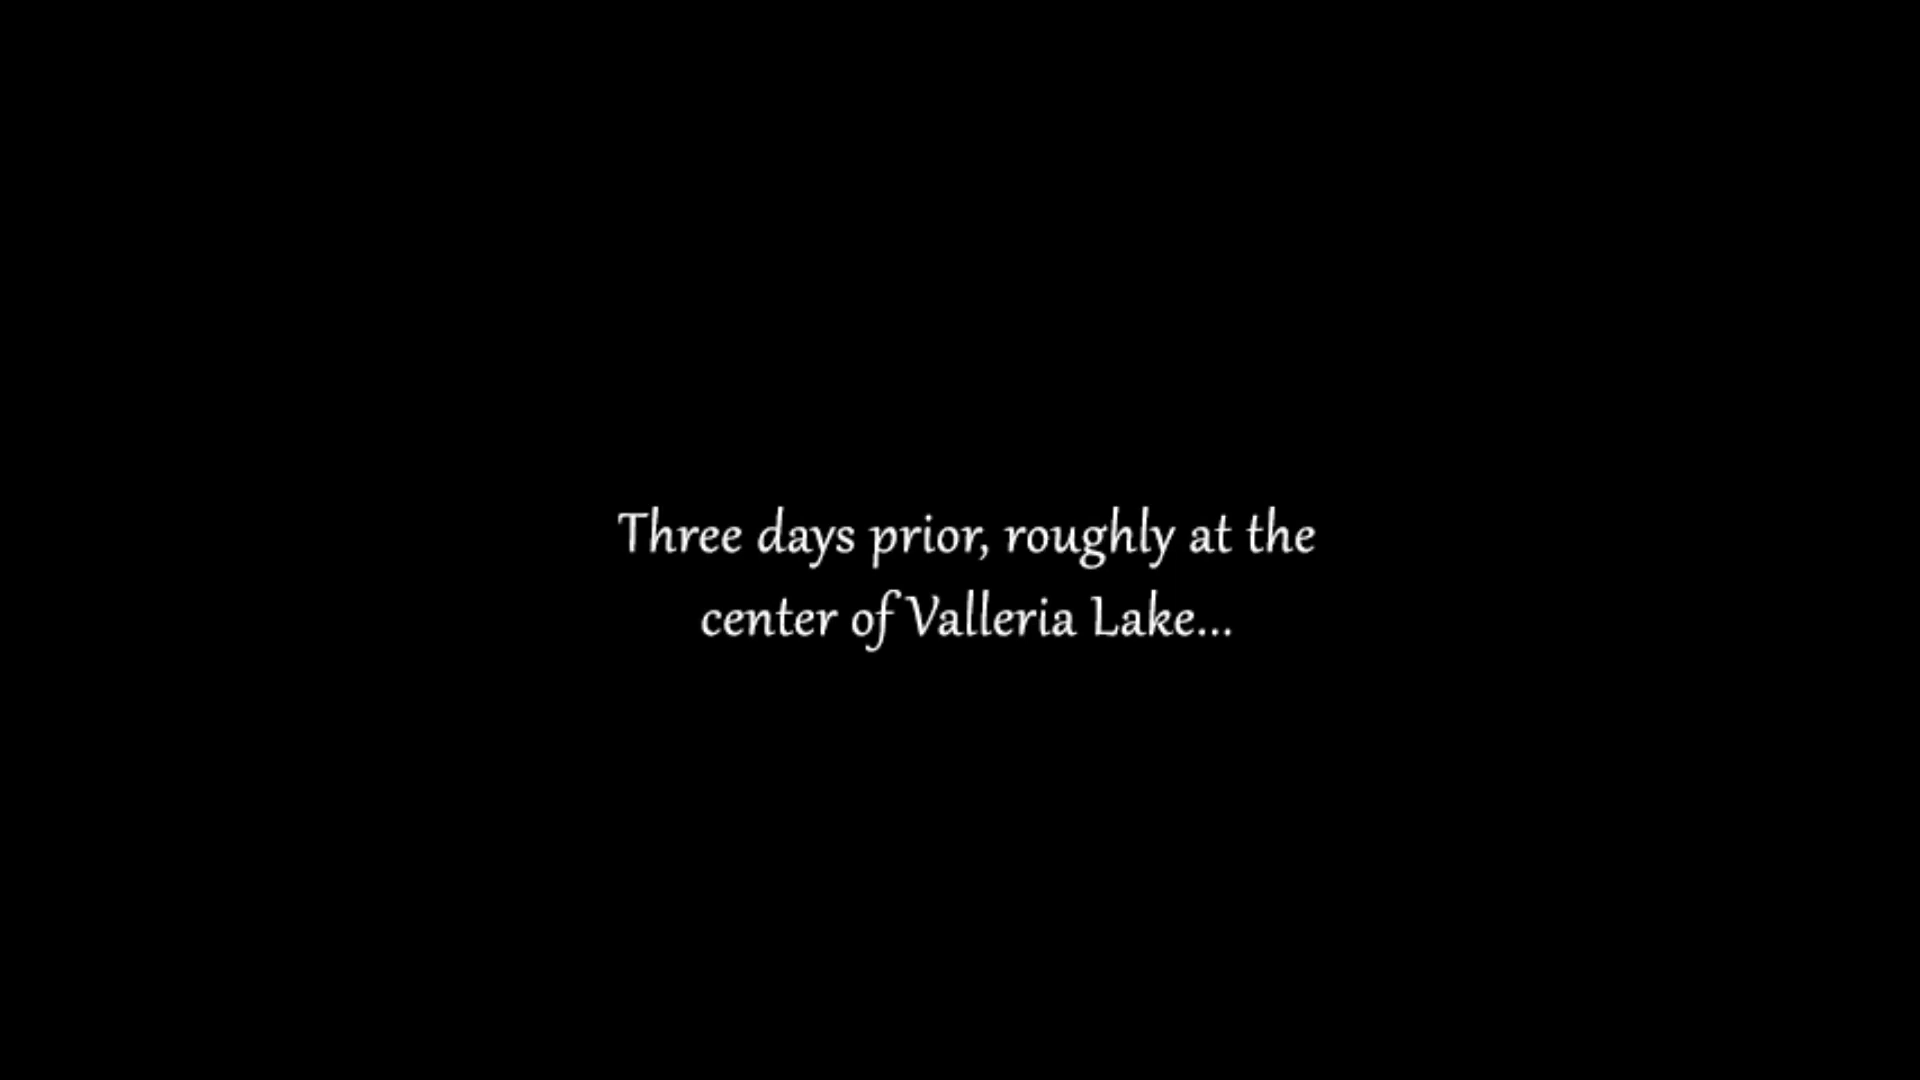 Three days prior, roughly at the
center of Valleria Lake...